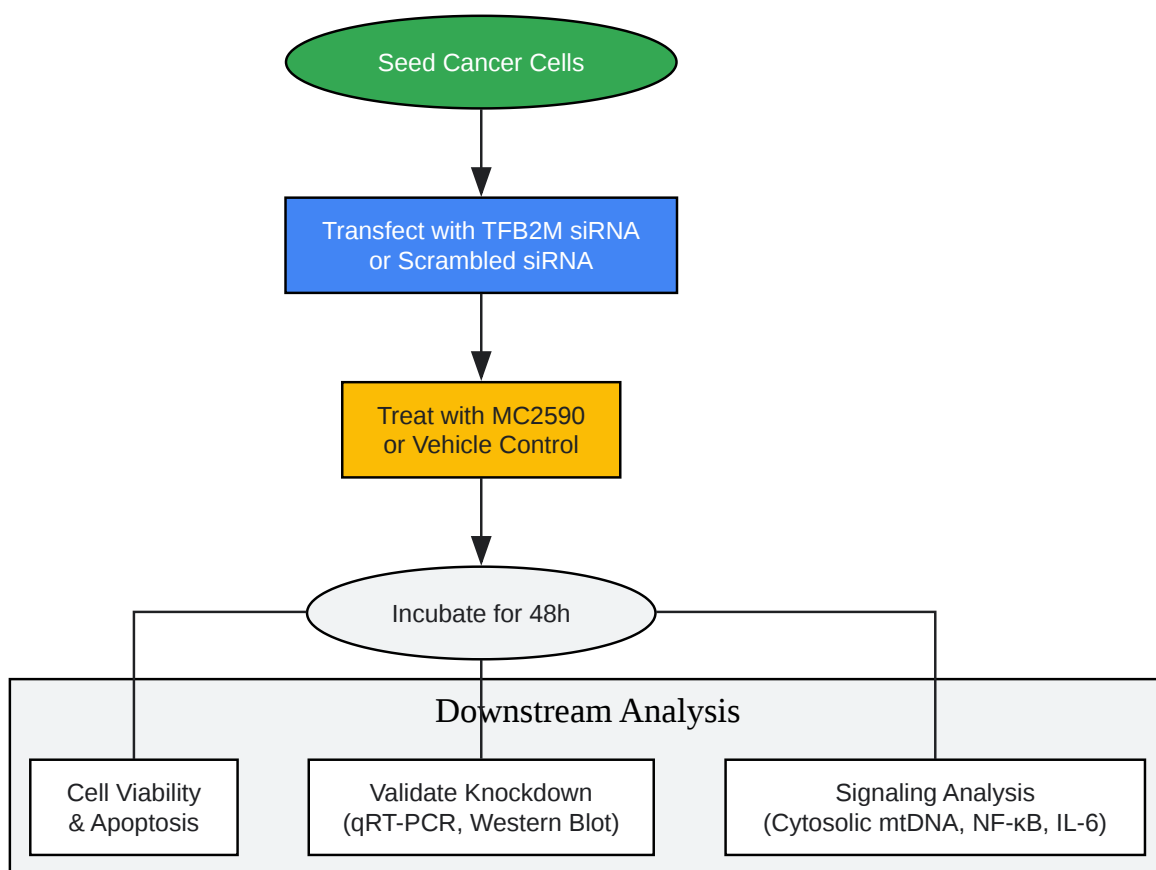 Seed Cancer Cells
Transfect with TFB2M siRNA
or Scrambled siRNA
Treat with MC2590
or Vehicle Control
Incubate for 48h
Downstream Analysis
Cell Viability
& Apoptosis
Validate Knockdown
(qRT-PCR, Western Blot)
Signaling Analysis
(Cytosolic mtDNA, NF-κB, IL-6)